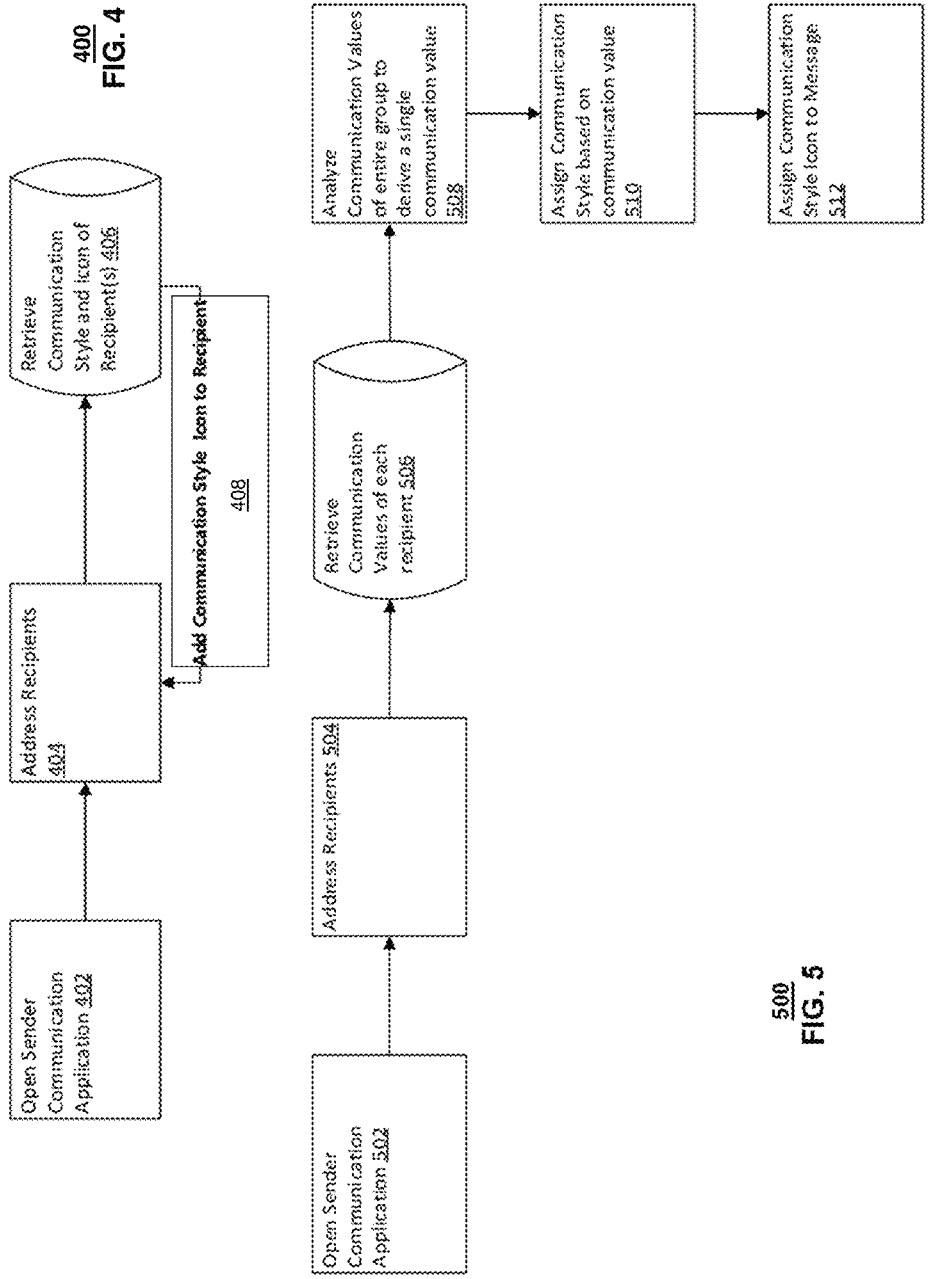 400
FIG. 4
Open Sender
Communication
Application 402
Address Recipients
404
Retrieve
Communication
Style and Icon of
Recipient(s) 406
Add Communication Style Icon to Recipient
408
Open Sender
Communication
Application 502
Address Recipients 504
Retrieve
Communication
Values of each
recipient 506
Analyze
Communication Values
of entire group to
derive a single
communication value
508
Assign Communication
Style based on
communication value
510
Assign Communication
Style Icon to Message
512
500
FIG. 5